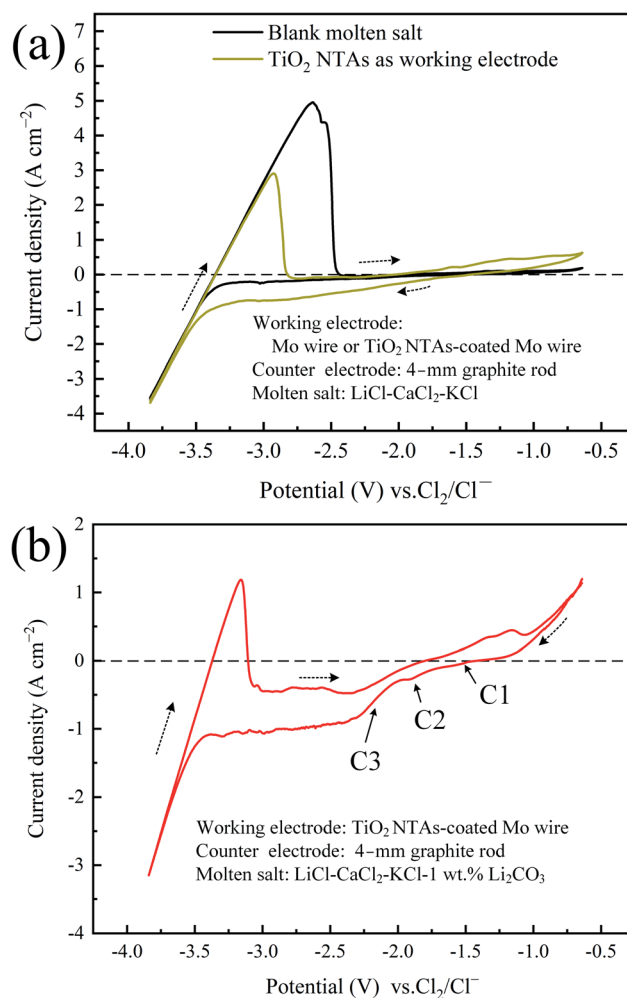 (a)
Blank molten salt
TiO₂ NTAs as working electrode
Current density (A cm⁻²)
7
6
5
4
3
2
1
0
-1
-2
-3
-4
Working electrode:
Mo wire or TiO₂ NTAs-coated Mo wire
Counter electrode: 4-mm graphite rod
Molten salt: LiCl-CaCl₂-KCl
-4.0 -3.5 -3.0 -2.5 -2.0 -1.5 -1.0 -0.5
Potential (V) vs.Cl₂/Cl⁻
(b)
Current density (A cm⁻²)
2
1
0
-1
-2
-3
-4
C1
C2
C3
Working electrode: TiO₂ NTAs-coated Mo wire
Counter electrode: 4-mm graphite rod
Molten salt: LiCl-CaCl₂-KCl-1 wt.% Li₂CO₃
-4.0 -3.5 -3.0 -2.5 -2.0 -1.5 -1.0 -0.5
Potential (V) vs.Cl₂/Cl⁻